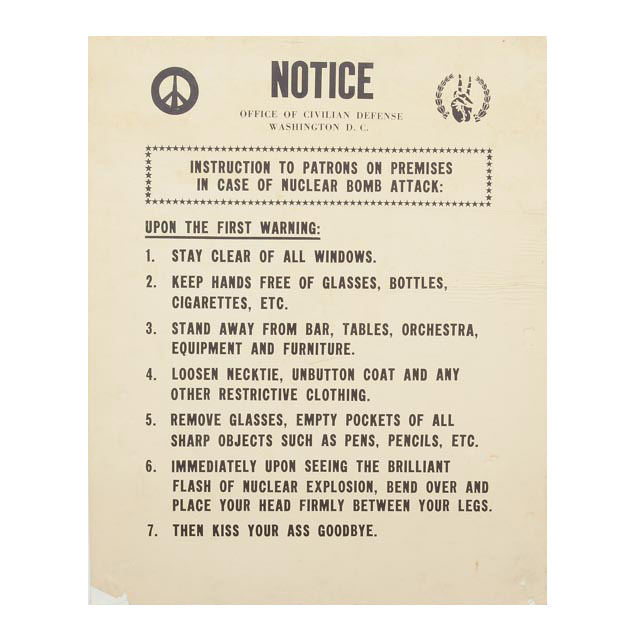 NOTICE
OFFICE OF CIVILIAN DEFENSE
WASHINGTON D. C.
INSTRUCTION TO PATRONS ON PREMISES
IN CASE OF NUCLEAR BOMB ATTACK:
UPON THE FIRST WARNING:
1. STAY CLEAR OF ALL WINDOWS.
2. KEEP HANDS FREE OF GLASSES, BOTTLES,
CIGARETTES, ETC.
3. STAND AWAY FROM BAR, TABLES, ORCHESTRA,
EQUIPMENT AND FURNITURE.
4. LOOSEN NECKTIE, UNBUTTON COAT AND ANY
OTHER RESTRICTIVE CLOTHING.
5. REMOVE GLASSES, EMPTY POCKETS OF ALL
SHARP OBJECTS SUCH AS PENS, PENCILS, ETC.
6. IMMEDIATELY UPON SEEING THE BRILLIANT
FLASH OF NUCLEAR EXPLOSION, BEND OVER AND
PLACE YOUR HEAD FIRMLY BETWEEN YOUR LEGS.
7. THEN KISS YOUR ASS GOODBYE.